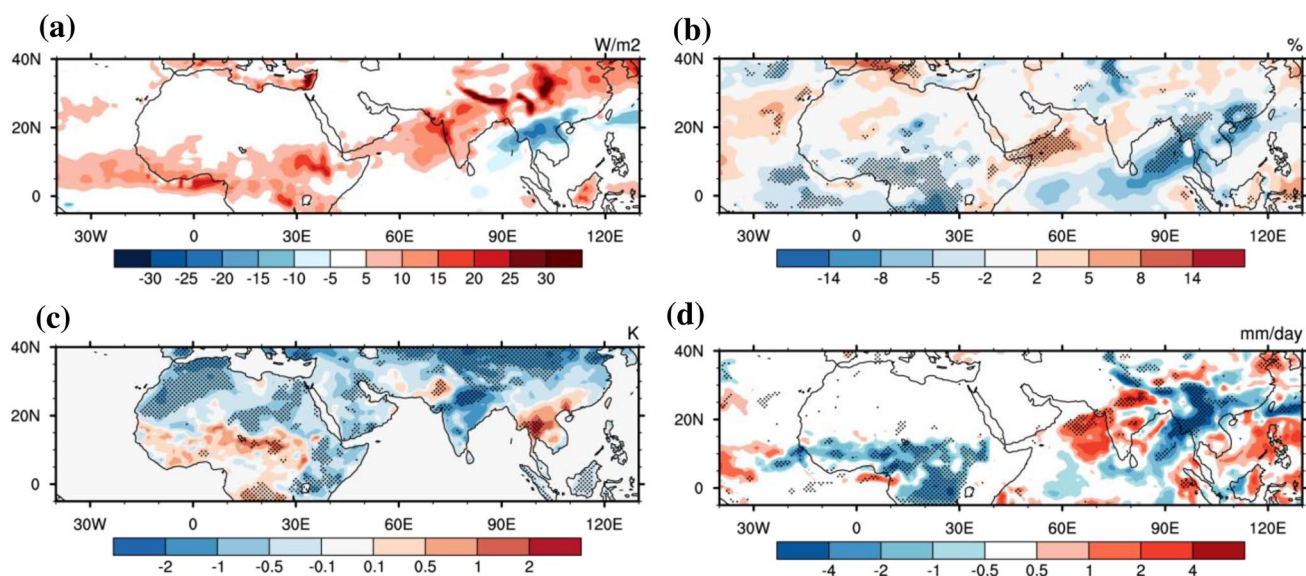 (a)
W/m2
40N
20N
0
30W 0 30E 60E 90E 120E
-30 -25 -20 -15 -10 -5 5 10 15 20 25 30
(b)
%
40N
20N
0
30W 0 30E 60E 90E 120E
-14 -8 -5 -2 2 5 8 14
(c)
K
40N
20N
0
30W 0 30E 60E 90E 120E
-2 -1 -0.5 -0.1 0.1 0.5 1 2
(d)
mm/day
40N
20N
0
30W 0 30E 60E 90E 120E
-4 -2 -1 -0.5 0.5 1 2 4